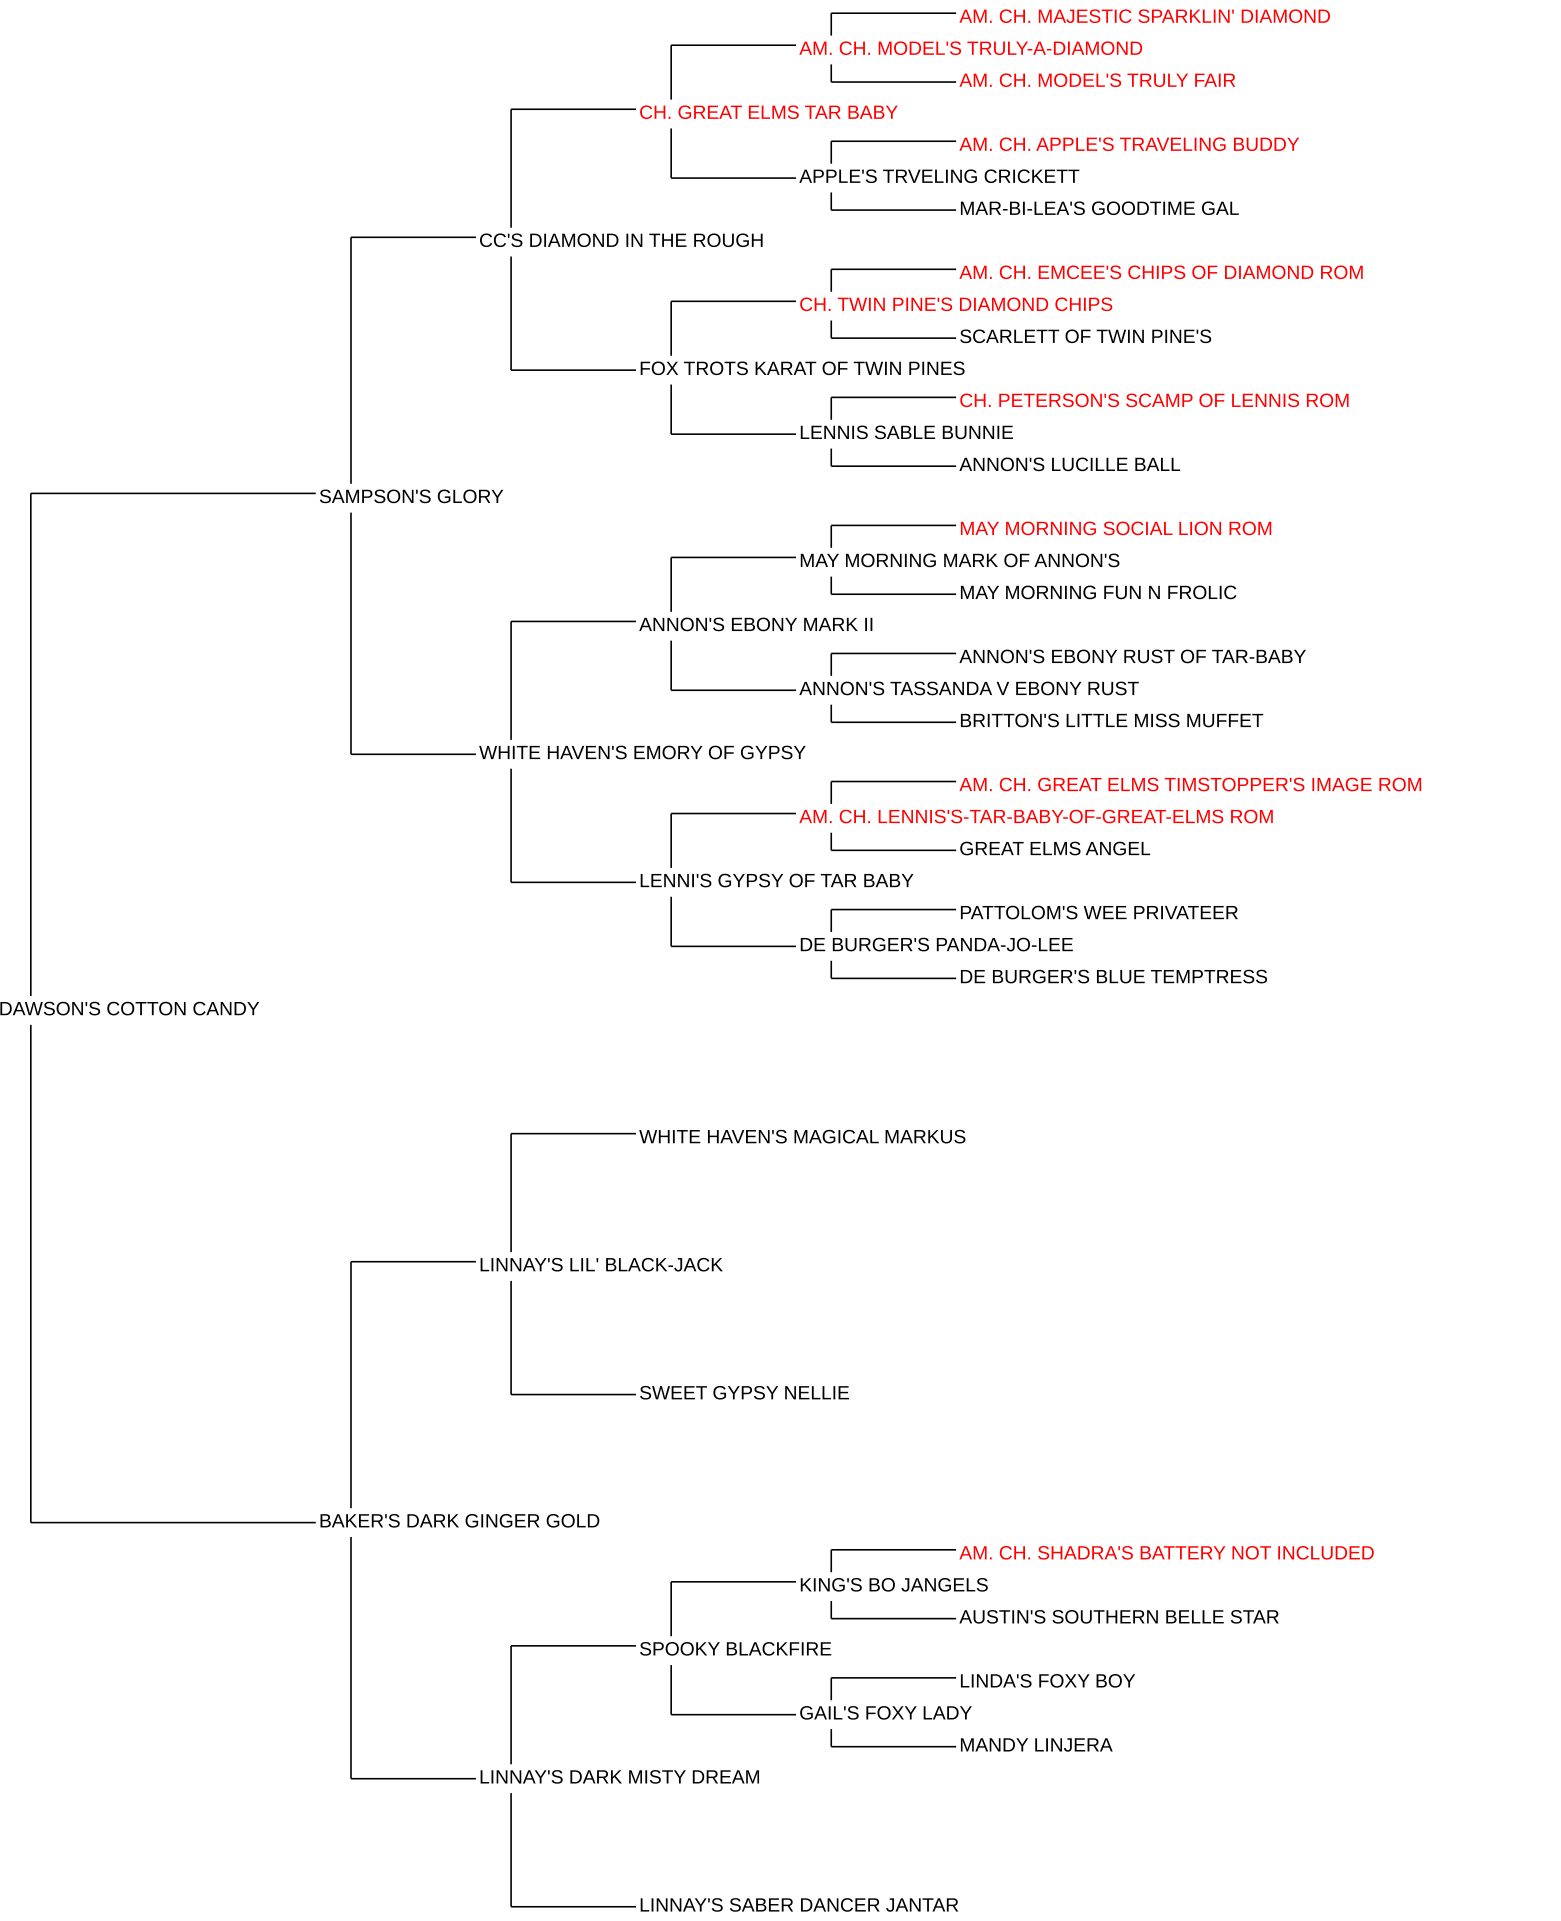 AM. CH. MAJESTIC SPARKLIN' DIAMOND
AM. CH. MODEL'S TRULY-A-DIAMOND
AM. CH. MODEL'S TRULY FAIR
CH. GREAT ELMS TAR BABY
AM. CH. APPLE'S TRAVELING BUDDY
APPLE'S TRVELING CRICKETT
MAR-BI-LEA'S GOODTIME GAL
CC'S DIAMOND IN THE ROUGH
AM. CH. EMCEE'S CHIPS OF DIAMOND ROM
CH. TWIN PINE'S DIAMOND CHIPS
SCARLETT OF TWIN PINE'S
FOX TROTS KARAT OF TWIN PINES
CH. PETERSON'S SCAMP OF LENNIS ROM
LENNIS SABLE BUNNIE
ANNON'S LUCILLE BALL
SAMPSON'S GLORY
MAY MORNING SOCIAL LION ROM
MAY MORNING MARK OF ANNON'S
MAY MORNING FUN N FROLIC
ANNON'S EBONY MARK II
ANNON'S EBONY RUST OF TAR-BABY
ANNON'S TASSANDA V EBONY RUST
BRITTON'S LITTLE MISS MUFFET
WHITE HAVEN'S EMORY OF GYPSY
AM. CH. GREAT ELMS TIMSTOPPER'S IMAGE ROM
AM. CH. LENNIS'S-TAR-BABY-OF-GREAT-ELMS ROM
GREAT ELMS ANGEL
LENNI'S GYPSY OF TAR BABY
PATTOLOM'S WEE PRIVATEER
DE BURGER'S PANDA-JO-LEE
DE BURGER'S BLUE TEMPTRESS
DAWSON'S COTTON CANDY
WHITE HAVEN'S MAGICAL MARKUS
LINNAY'S LIL' BLACK-JACK
SWEET GYPSY NELLIE
BAKER'S DARK GINGER GOLD
AM. CH. SHADRA'S BATTERY NOT INCLUDED
KING'S BO JANGELS
AUSTIN'S SOUTHERN BELLE STAR
SPOOKY BLACKFIRE
LINDA'S FOXY BOY
GAIL'S FOXY LADY
MANDY LINJERA
LINNAY'S DARK MISTY DREAM
LINNAY'S SABER DANCER JANTAR